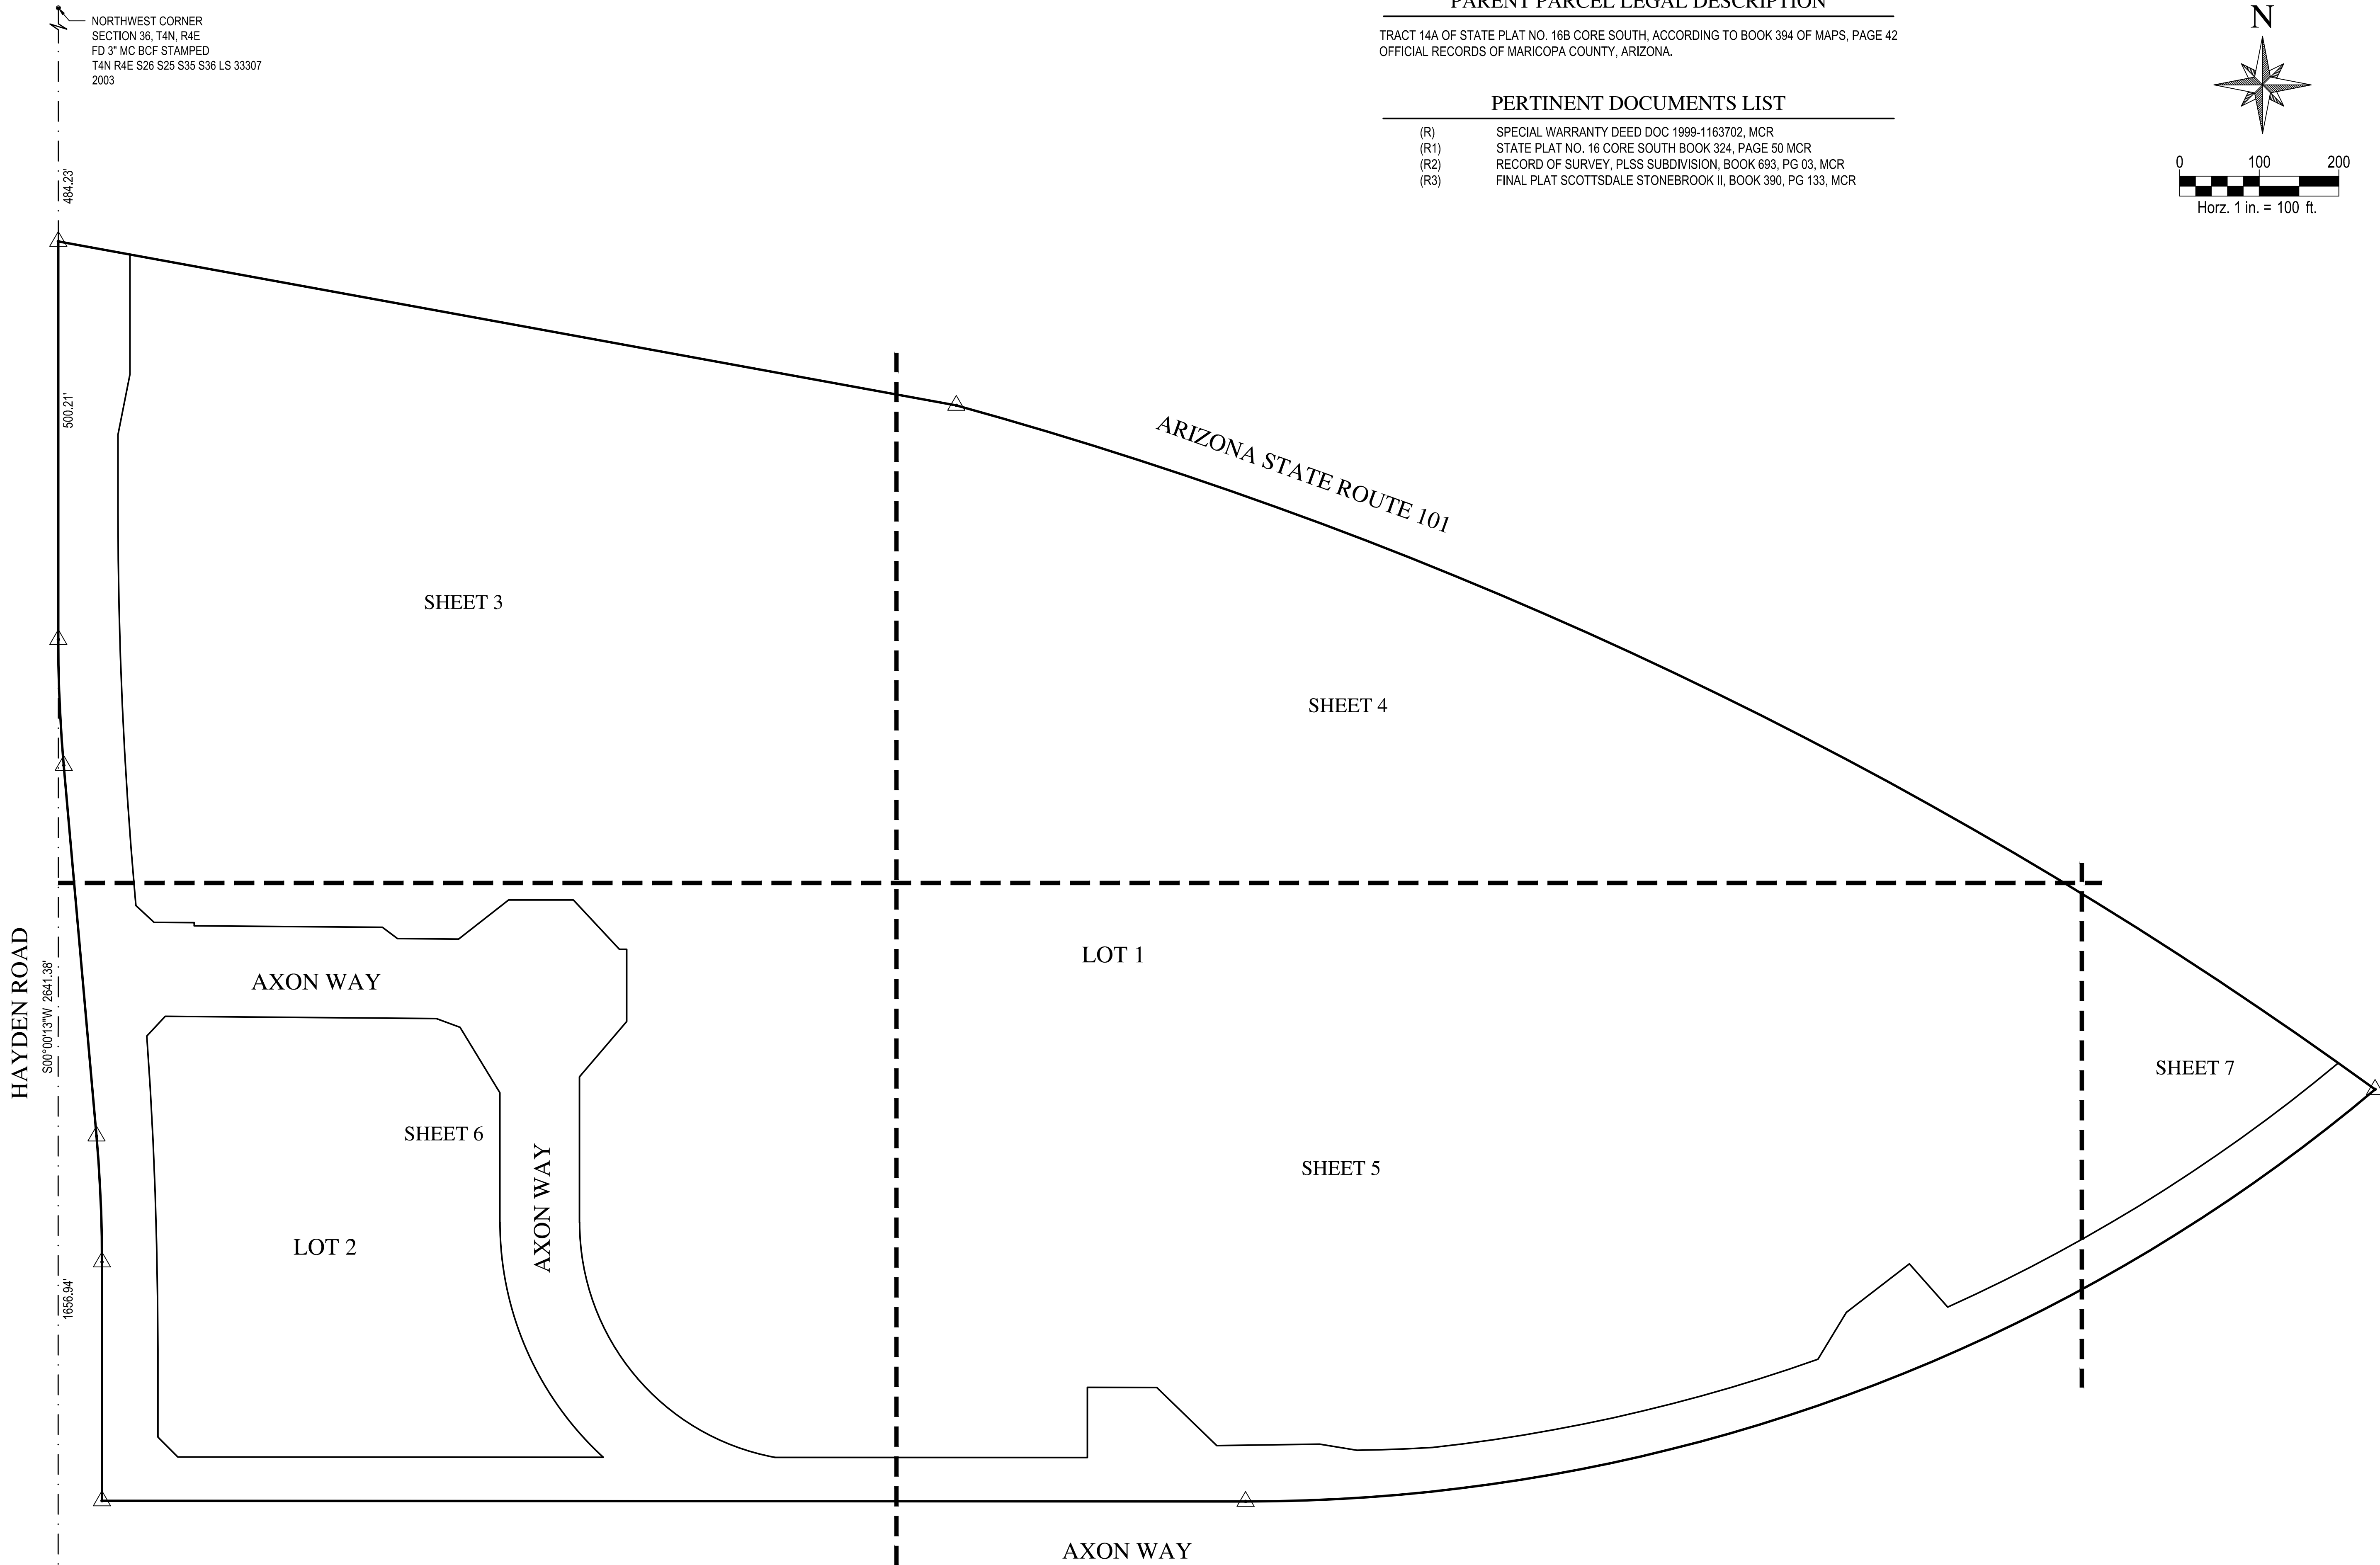 NORTHWEST CORNER
SECTION 36, T4N, R4E
FD 3" MC BCF STAMPED
T4N R4E S26 S25 S35 S36 LS 33307
2003
PARENT PARCEL LEGAL DESCRIPTION
TRACT 14A OF STATE PLAT NO. 16B CORE SOUTH, ACCORDING TO BOOK 394 OF MAPS, PAGE 42
OFFICIAL RECORDS OF MARICOPA COUNTY, ARIZONA.
PERTINENT DOCUMENTS LIST
(R) SPECIAL WARRANTY DEED DOC 1999-1163702, MCR
(R1) STATE PLAT NO. 16 CORE SOUTH BOOK 324, PAGE 50 MCR
(R2) RECORD OF SURVEY, PLSS SUBDIVISION, BOOK 693, PG 03, MCR
(R3) FINAL PLAT SCOTTSDALE STONEBROOK II, BOOK 390, PG 133, MCR
N
0 100 200
Horz. 1 in. = 100 ft.
484.23'
500.21'
ARIZONA STATE ROUTE 101
SHEET 3
SHEET 4
HAYDEN ROAD
S00°00'13"W 2641.38'
AXON WAY
LOT 1
SHEET 7
SHEET 6
SHEET 5
AXON WAY
LOT 2
1656.94'
AXON WAY